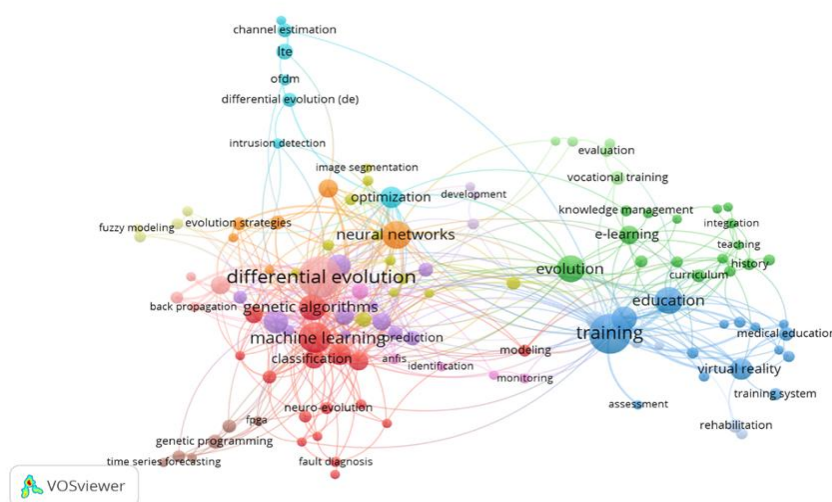 channel estimation
lte
ofdm
differential evolution (de)
intrusion detection
image segmentation
optimization
development
evaluation
vocational training
fuzzy modeling
evolution strategies
neural networks
knowledge management
e-learning
integration
teaching
history
curriculum
evolution
differential evolution
back propagation
genetic algorithms
education
machine learning
prediction
training
medical education
classification
anfis
identification
modeling
monitoring
virtual reality
training system
assessment
rehabilitation
neuro-evolution
fpga
genetic programming
time series forecasting
fault diagnosis
VOSviewer